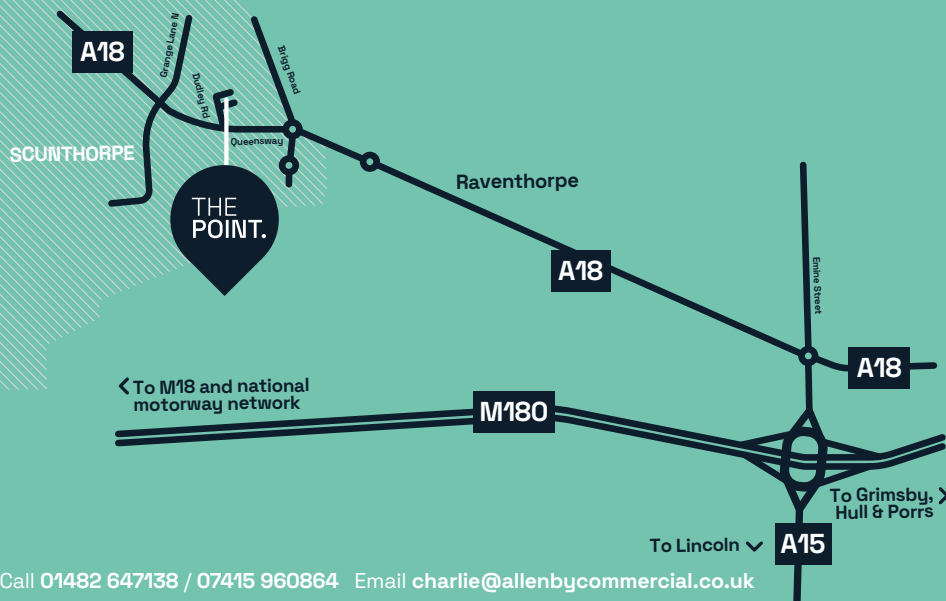 A18
Grange Lane N
Dudley Rd
Brigg Road
Queensway
SCUNTHORPE
THE
POINT.
Raventhorpe
A18
Emine Street
A18
To M18 and national
motorway network
M180
To Grimsby,
Hull & Porrs
To Lincoln
A15
Call 01482 647138 / 07415 960864 Email charlie@allenbycommercial.co.uk